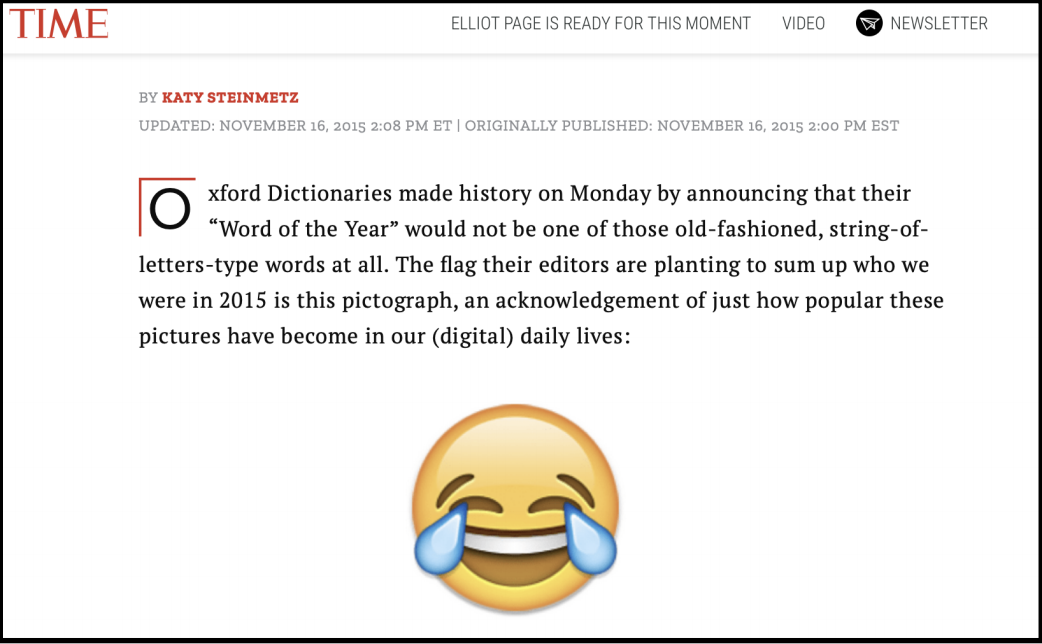 TIME
ELLIOT PAGE IS READY FOR THIS MOMENT VIDEO NEWSLETTER
BY KATY STEINMETZ
UPDATED: NOVEMBER 16, 2015 2:08 PM ET | ORIGINALLY PUBLISHED: NOVEMBER 16, 2015 2:00 PM EST
Oxford Dictionaries made history on Monday by announcing that their
“Word of the Year” would not be one of those old-fashioned, string-of-
letters-type words at all. The flag their editors are planting to sum up who we
were in 2015 is this pictograph, an acknowledgement of just how popular these
pictures have become in our (digital) daily lives: